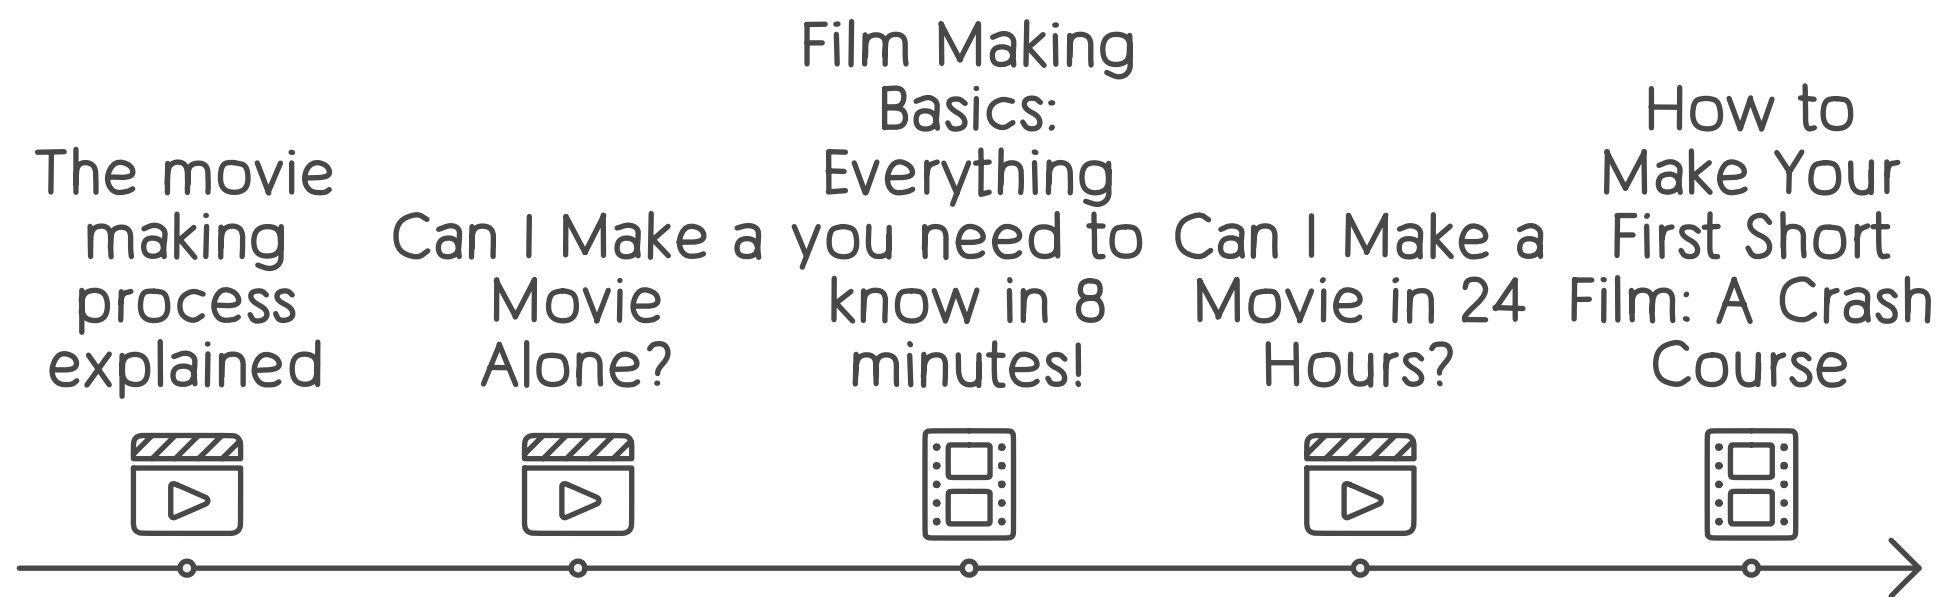 The movie
making
process
explained
Can I Make a
Movie
Alone?
Film Making
Basics:
Everything
you need to
know in 8
minutes!
Can I Make a
Movie in 24
Hours?
How to
Make Your
First Short
Film: A Crash
Course